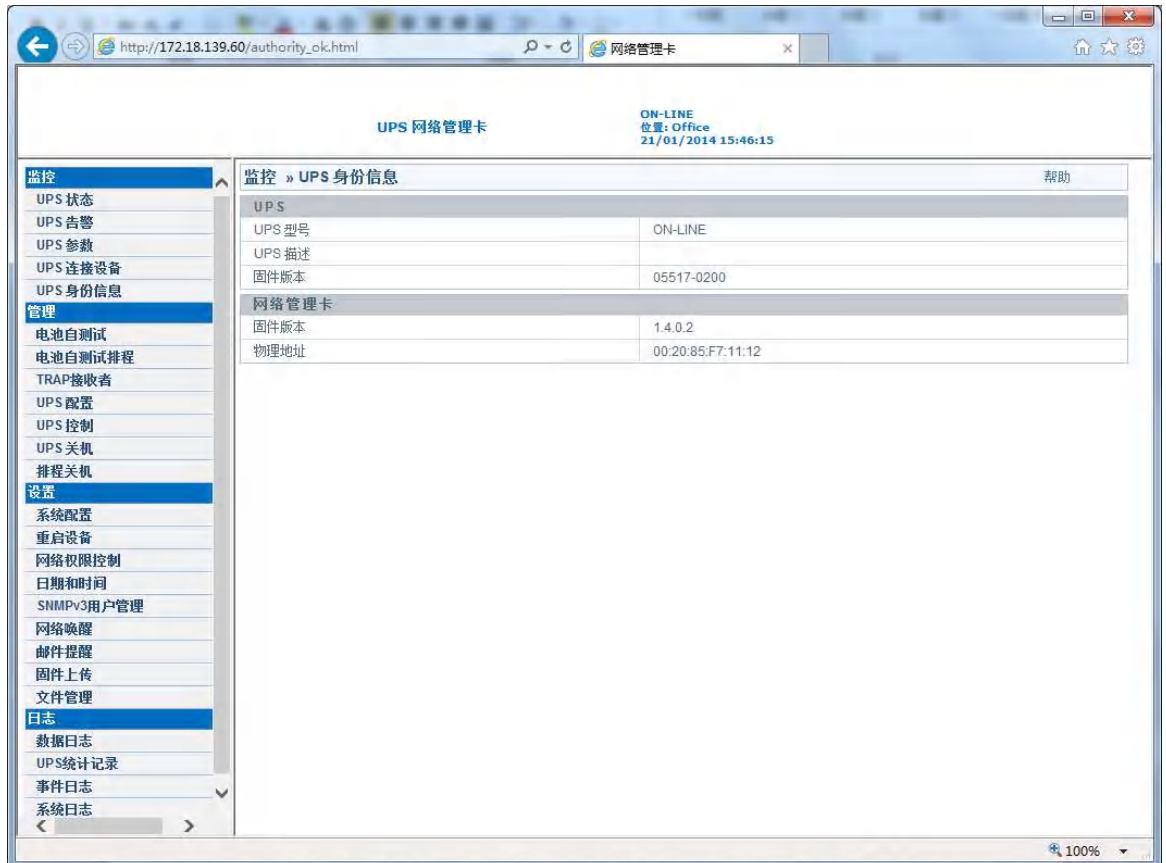 http://172.18.139.60/authority_ok.html
网络管理卡
UPS 网络管理卡
ON-LINE
位置: Office
21/01/2014 15:46:15
监控
UPS 状态
UPS 告警
UPS 参数
UPS 连接设备
UPS 身份信息
管理
电池自测试
电池自测试排程
TRAP接收者
UPS 配置
UPS 控制
UPS 关机
排程关机
设置
系统配置
重启设备
网络权限控制
日期和时间
SNMPv3用户管理
网络唤醒
邮件提醒
固件上传
文件管理
日志
数据日志
UPS统计记录
事件日志
系统日志
监控 » UPS 身份信息 帮助
UPS
UPS 型号 ON-LINE
UPS 描述
固件版本 05517-0200
网络管理卡
固件版本 1.4.0.2
物理地址 00:20:85:F7:11:12
100%